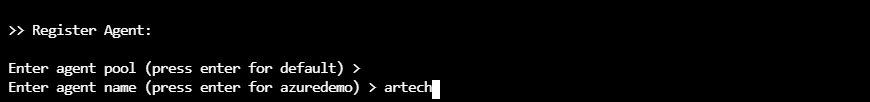 >> Register Agent:
Enter agent pool (press enter for default) >
Enter agent name (press enter for azuredemo) > artech